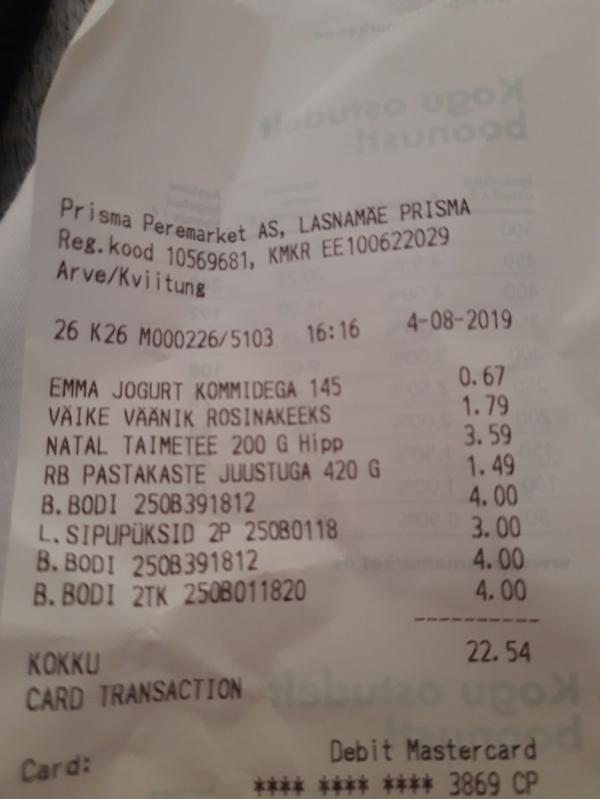 Prisma Peremarket AS, LASNAMÄE PRISMA
Reg.kood 10569681, KMKR EE100622029
Arve/Kviitung
26 K26 M000226/5103 16:16 4-08-2019
EMMA JOGURT KOMMIDEGA 145 0.67
VÄIKE VÄÄNIK ROSINAKEEKS 1.79
NATAL TAIMETEE 200 G Hipp 3.59
RB PASTAKASTE JUUSTUGA 420 G 1.49
B.BODI 250B391812 4.00
L.SIPUPÜKSID 2P 250B0118 3.00
B.BODI 250B391812 4.00
B.BODI 2TK 250B011820 4.00
----------
KOKKU 22.54
CARD TRANSACTION
Card: Debit Mastercard
**** **** **** 3869 CP